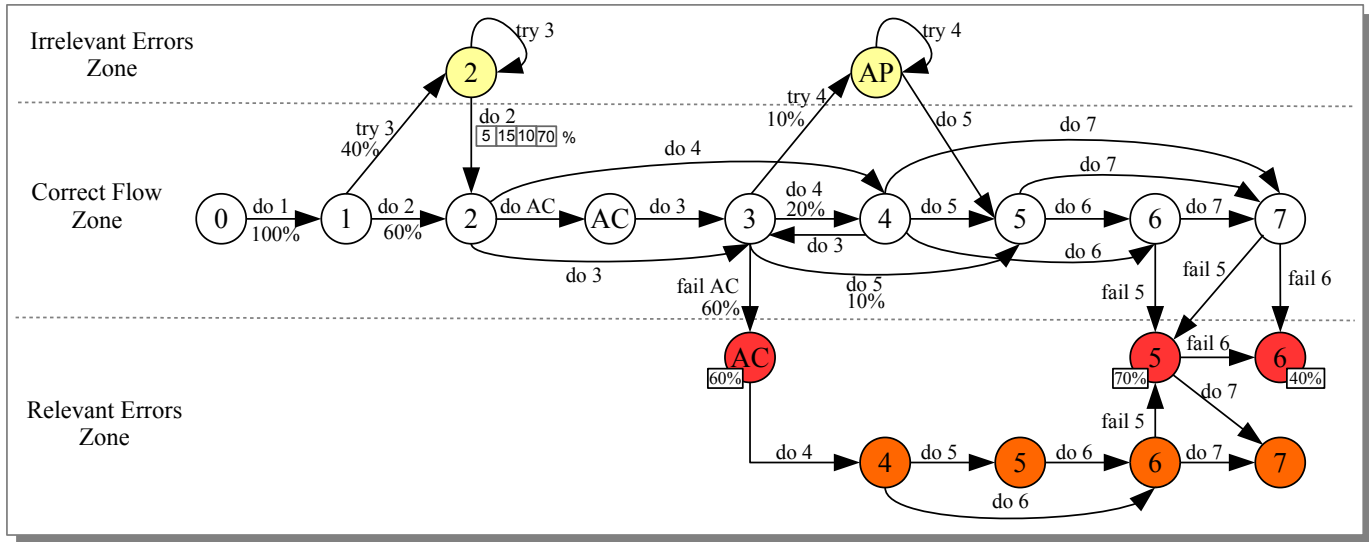 Irrelevant Errors
Zone
try 3
2
try 4
AP
try 3
40%
do 2
5 15 10 70 %
try 4
10%
do 5
do 4
do 7
do 7
Correct Flow
Zone
0
do 1
100%
1
do 2
60%
2
do AC
AC
do 3
3
do 4
20%
do 3
4
do 5
5
do 6
6
do 7
7
do 3
do 5
10%
do 6
fail AC
60%
fail 5
fail 5
fail 6
Relevant Errors
Zone
AC
60%
5
70%
fail 6
6
40%
do 7
fail 5
do 4
4
do 5
5
do 6
6
do 7
7
do 6